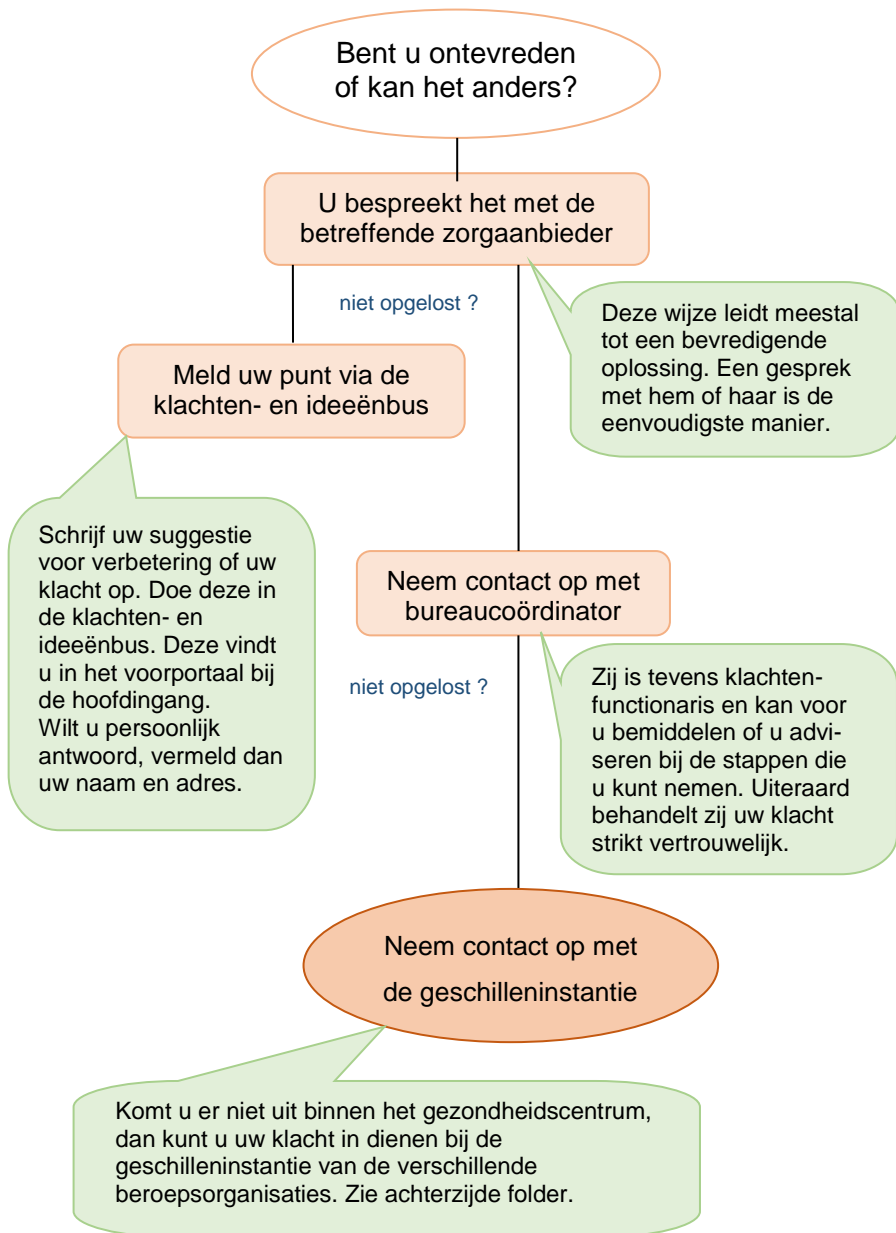 Bent u ontevreden
of kan het anders?
U bespreekt het met de
betreffende zorgaanbieder
niet opgelost ?
Deze wijze leidt meestal
tot een bevredigende
oplossing. Een gesprek
met hem of haar is de
eenvoudigste manier.
Meld uw punt via de
klachten- en ideeënbus
Schrijf uw suggestie
voor verbetering of uw
klacht op. Doe deze in
de klachten- en
ideeënbus. Deze vindt
u in het voorportaal bij
de hoofdingang.
Wilt u persoonlijk
antwoord, vermeld dan
uw naam en adres.
Neem contact op met
bureaucoördinator
niet opgelost ?
Zij is tevens klachten-
functionaris en kan voor
u bemiddelen of u advi-
seren bij de stappen die
u kunt nemen. Uiteraard
behandelt zij uw klacht
strikt vertrouwelijk.
Neem contact op met
de geschilleninstantie
Komt u er niet uit binnen het gezondheidscentrum,
dan kunt u uw klacht in dienen bij de
geschilleninstantie van de verschillende
beroepsorganisaties. Zie achterzijde folder.